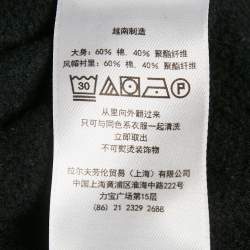 越南制造
大身：60% 棉，40% 聚酯纤维
风帽衬里：60% 棉，40% 聚酯纤维
30 P
从里向外翻过来
只可与同色系衣服一起清洗
立即取出
不可熨烫装饰物
拉尔夫劳伦贸易（上海）有限公司
中国上海黄浦区淮海中路222号
力宝广场第15层
(86) 21 2329 2688